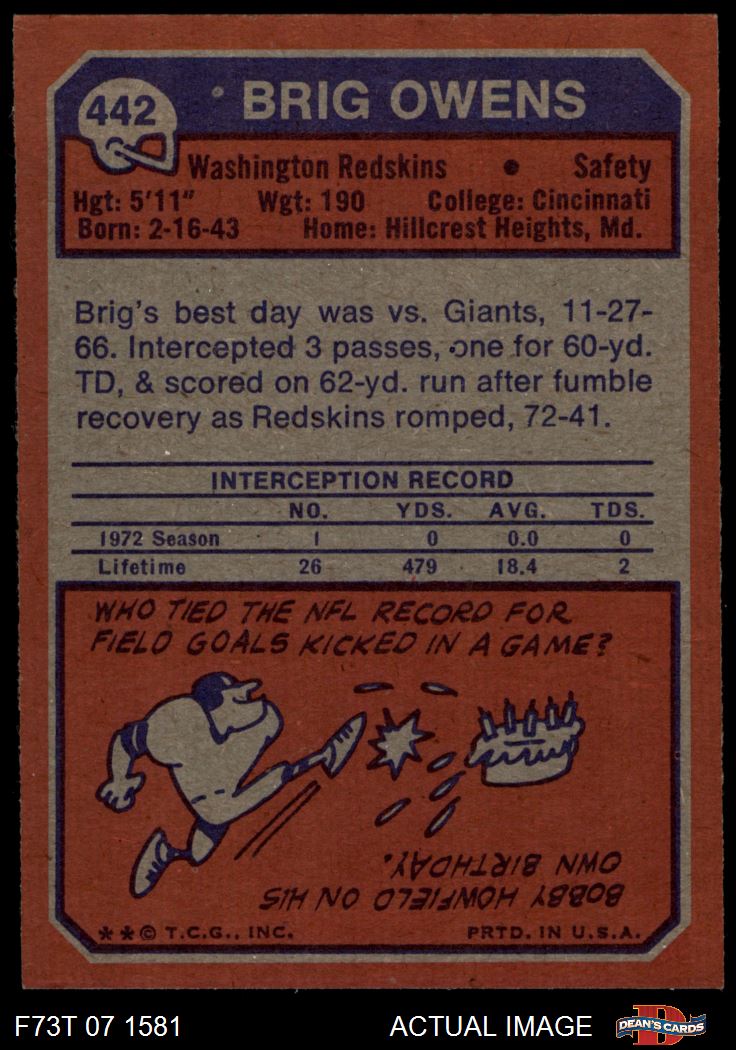 442
BRIG OWENS
Washington Redskins • Safety
Hgt: 5'11" Wgt: 190 College: Cincinnati
Born: 2-16-43 Home: Hillcrest Heights, Md.
Brig's best day was vs. Giants, 11-27-
66. Intercepted 3 passes, one for 60-yd.
TD, & scored on 62-yd. run after fumble
recovery as Redskins romped, 72-41.
INTERCEPTION RECORD
NO. YDS. AVG. TDS.
1972 Season 1 0 0.0 0
Lifetime 26 479 18.4 2
WHO TIED THE NFL RECORD FOR
FIELD GOALS KICKED IN A GAME?
BOBBY HOWFIELD ON HIS
OWN BIRTHDAY.
**© T.C.G., INC. PRTD. IN U.S.A.
F73T 07 1581 ACTUAL IMAGE
D
DEAN'S CARDS